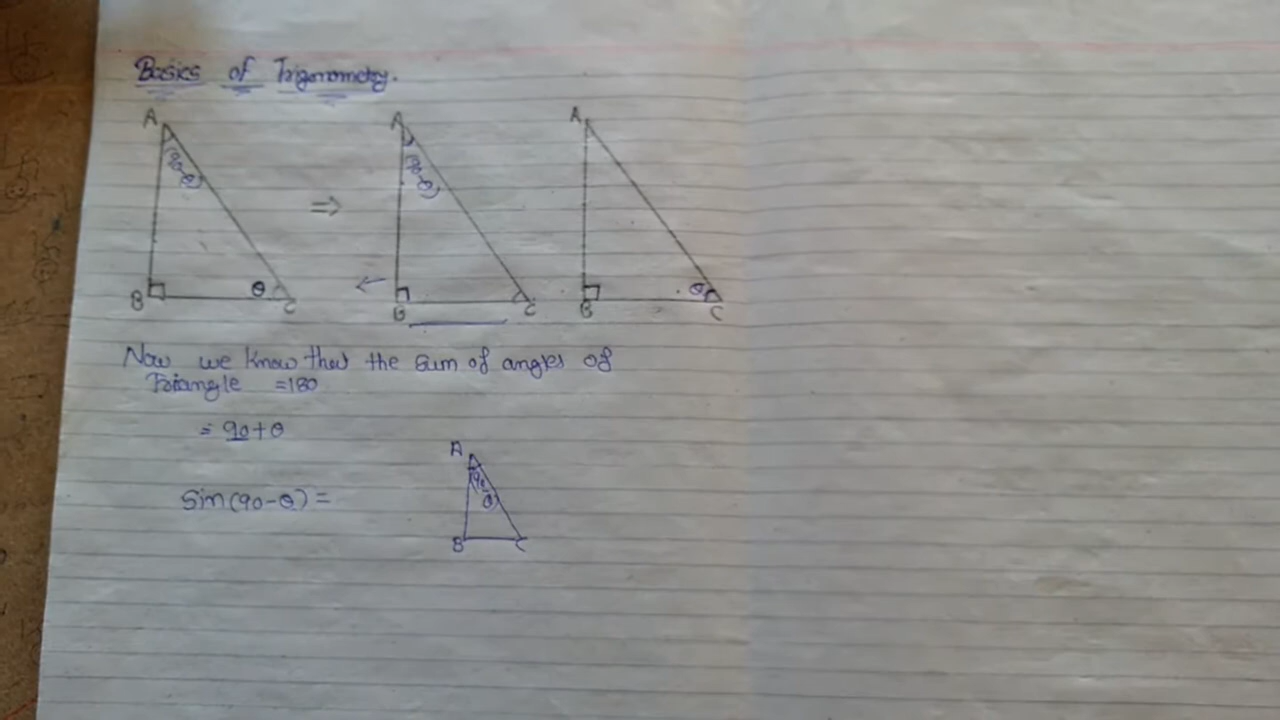 Basics of Trigonometry.
A A A
(90-θ) (90-θ)
⇒
←
B θ C B C B θ C
Now we know that the sum of angles of
Triangle =180
= 90+θ
A
(90-θ)
Sin(90-θ) =
B C